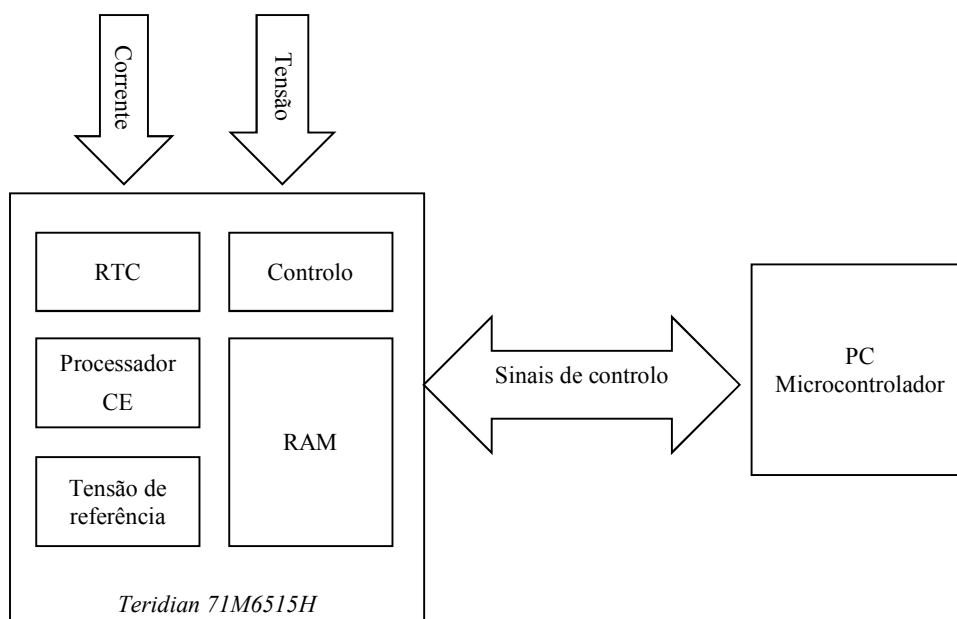 Corrente
Tensão
RTC
Controlo
Processador
CE
RAM
Tensão de
referência
Teridian 71M6515H
Sinais de controlo
PC
Microcontrolador